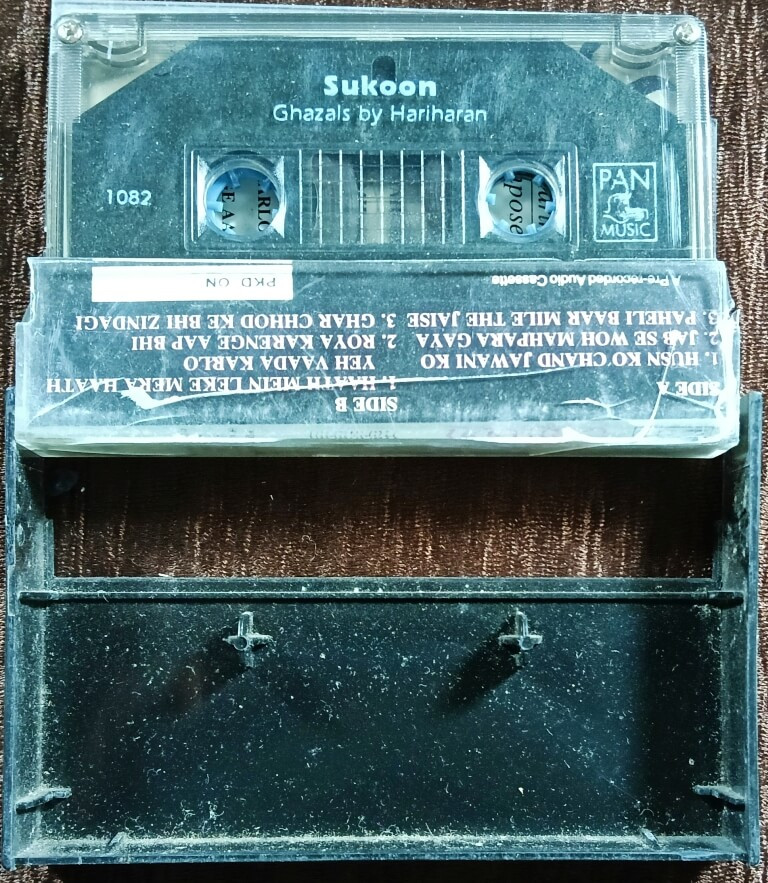 Sukoon
Ghazals by Hariharan
1082
PAN
MUSIC
SIDE A
1. HUSN KO CHAND JAWANI KO
2. JAB SE WOH MAHPARA GAYA
3. PAHELI BAAR MILE THE JAISE
SIDE B
1. HAATH MEIN LEKE MERA HAATH
YEH VAADA KARLO
2. ROYA KARENGE AAP BHI
3. GHAR CHHOD KE BHI ZINDAGI
A Pre-recorded Audio Cassette
PKD ON